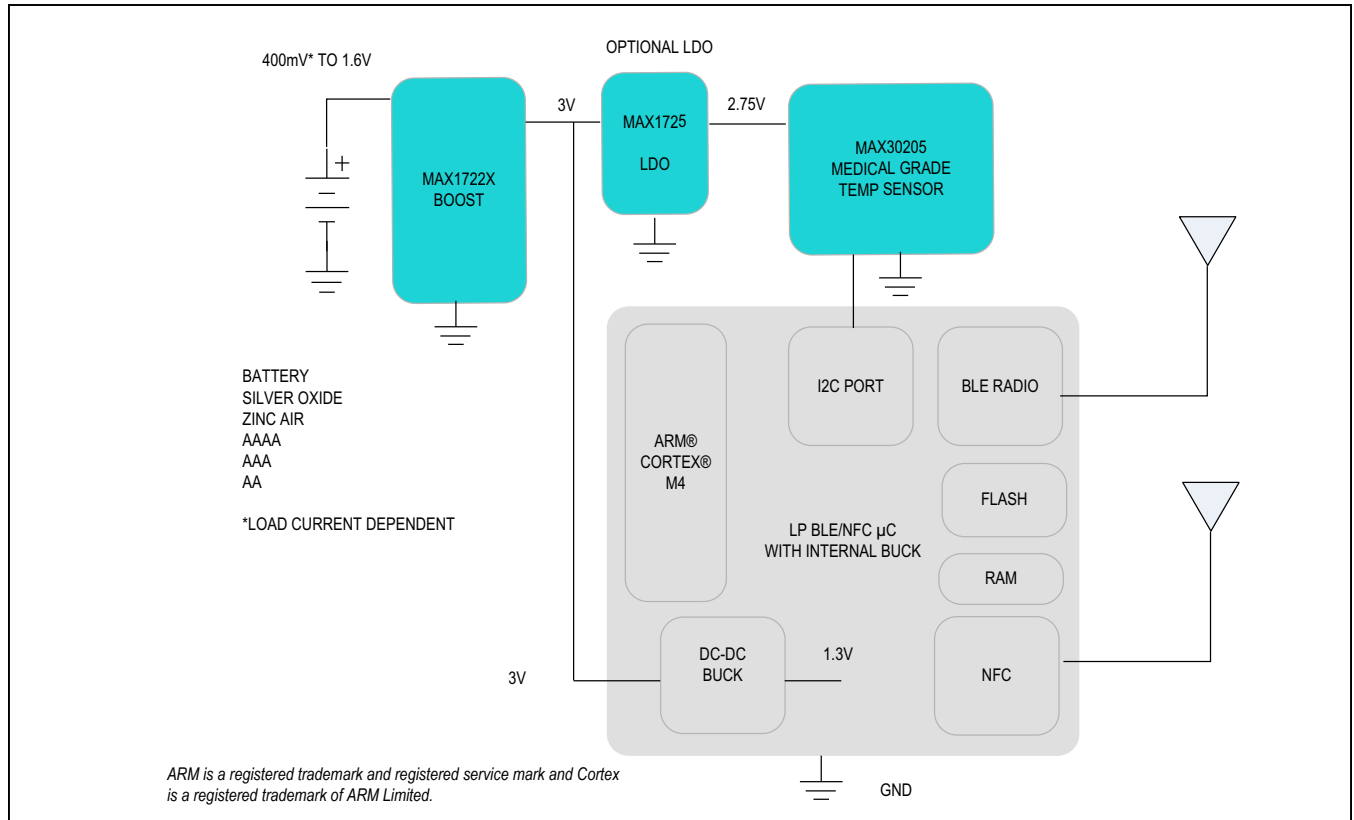 OPTIONAL LDO
400mV* TO 1.6V
3V
2.75V
MAX1725
LDO
MAX30205
MEDICAL GRADE
TEMP SENSOR
MAX1722X
BOOST
+
BATTERY
SILVER OXIDE
ZINC AIR
AAAA
AAA
AA
*LOAD CURRENT DEPENDENT
I2C PORT
BLE RADIO
ARM®
CORTEX®
M4
FLASH
LP BLE/NFC µC
WITH INTERNAL BUCK
RAM
DC-DC
BUCK
1.3V
3V
NFC
ARM is a registered trademark and registered service mark and Cortex
is a registered trademark of ARM Limited.
GND